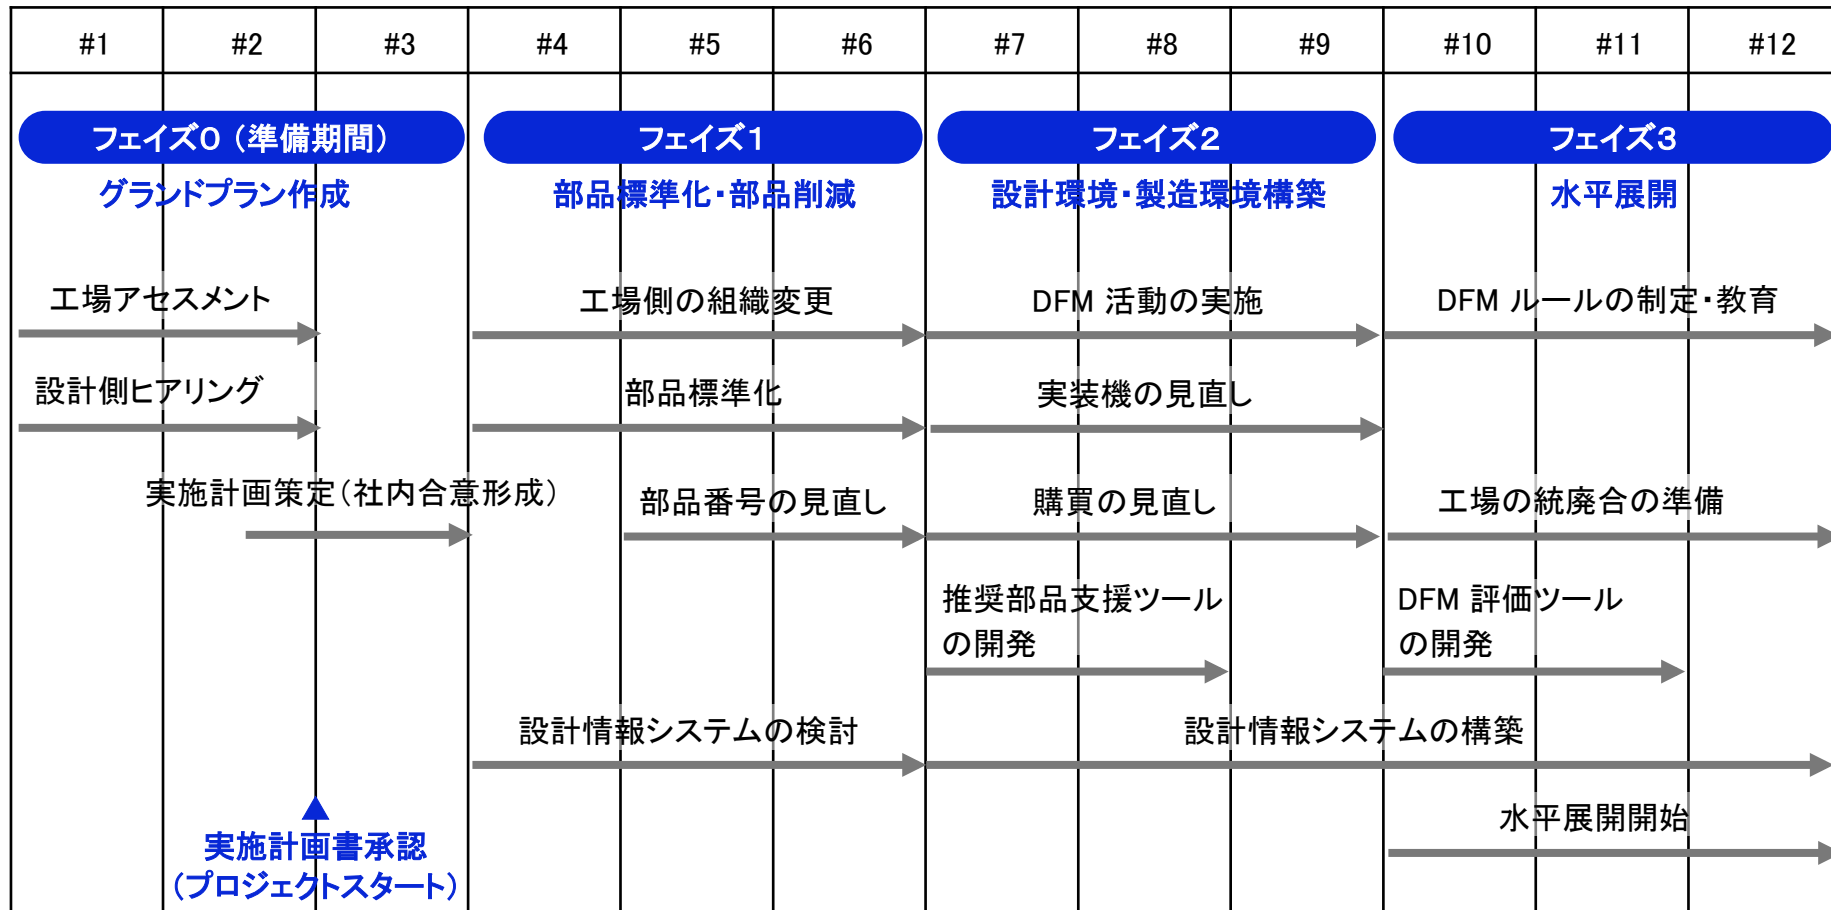 #1 #2 #3 #4 #5 #6 #7 #8 #9 #10 #11 #12
フェイズ0（準備期間） フェイズ1 フェイズ2 フェイズ3
グランドプラン作成 部品標準化・部品削減 設計環境・製造環境構築 水平展開
工場アセスメント 工場側の組織変更 DFM 活動の実施 DFM ルールの制定・教育
設計側ヒアリング 部品標準化 実装機の見直し
実施計画策定（社内合意形成） 部品番号の見直し 購買の見直し 工場の統廃合の準備
推奨部品支援ツール
の開発
DFM 評価ツール
の開発
設計情報システムの検討 設計情報システムの構築
水平展開開始
実施計画書承認
（プロジェクトスタート）